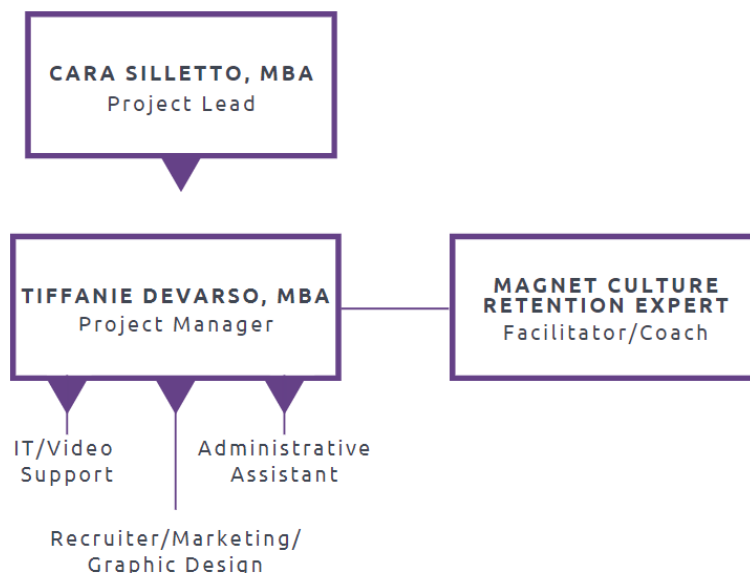 CARA SILLETTO, MBA
Project Lead
TIFFANIE DEVARSO, MBA
Project Manager
MAGNET CULTURE
RETENTION EXPERT
Facilitator/Coach
IT/Video
Support
Administrative
Assistant
Recruiter/Marketing/
Graphic Design